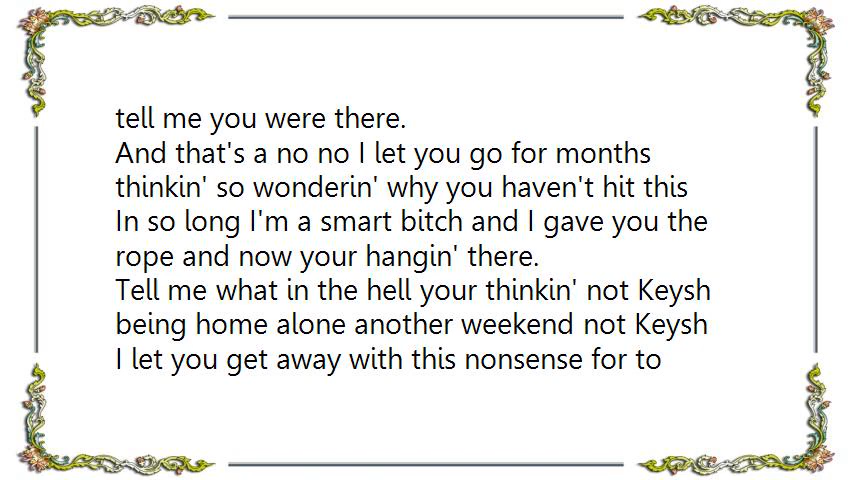 tell me you were there.
And that's a no no I let you go for months
thinkin' so wonderin' why you haven't hit this
In so long I'm a smart bitch and I gave you the
rope and now your hangin' there.
Tell me what in the hell your thinkin' not Keysh
being home alone another weekend not Keysh
I let you get away with this nonsense for to